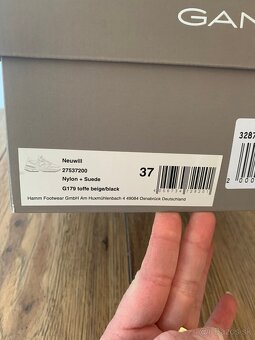 GAN
Neuwill
27537200
Nylon + Suede
G179 toffe beige/black
37
Hamm Footwear GmbH Am Huxmühlenbach 4 49084 Osnabrück Deutschland